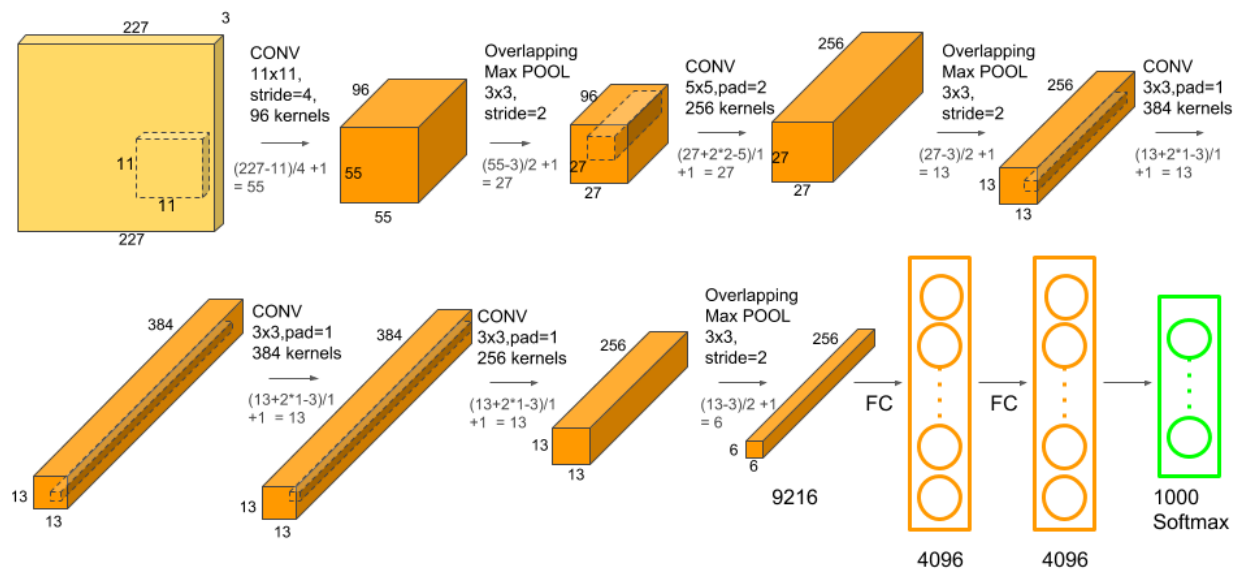 227
3
11
11
227
CONV
11x11,
stride=4,
96 kernels
(227-11)/4 +1
= 55
96
55
55
Overlapping
Max POOL
3x3,
stride=2
(55-3)/2 +1
= 27
96
27
27
CONV
5x5,pad=2
256 kernels
(27+2*2-5)/1
+1 = 27
256
27
27
Overlapping
Max POOL
3x3,
stride=2
(27-3)/2 +1
= 13
256
13
13
CONV
3x3,pad=1
384 kernels
(13+2*1-3)/1
+1 = 13
384
13
13
CONV
3x3,pad=1
384 kernels
(13+2*1-3)/1
+1 = 13
384
13
13
CONV
3x3,pad=1
256 kernels
(13+2*1-3)/1
+1 = 13
256
13
13
Overlapping
Max POOL
3x3,
stride=2
(13-3)/2 +1
= 6
256
6
6
9216
FC
4096
FC
4096
1000
Softmax